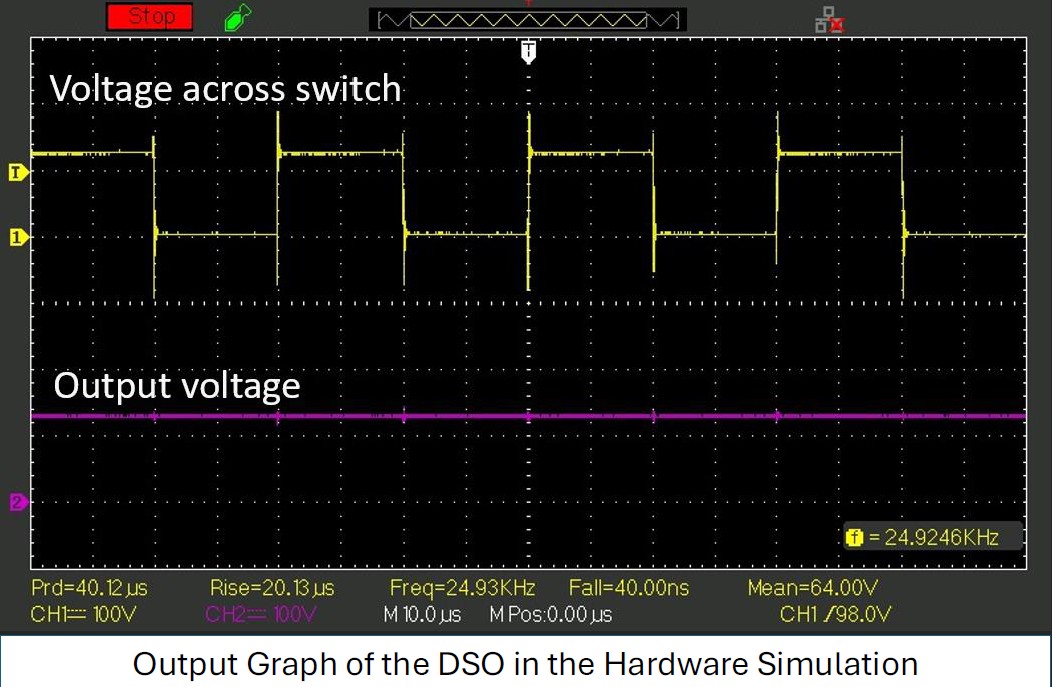 Stop
T
Voltage across switch
T
1
Output voltage
2
f = 24.9246KHz
Prd=40.12µs Rise=20.13µs Freq=24.93KHz Fall=40.00ns Mean=64.00V
CH1 100V CH2 100V M 10.0µs M Pos:0.00µs CH1 /98.0V
Output Graph of the DSO in the Hardware Simulation